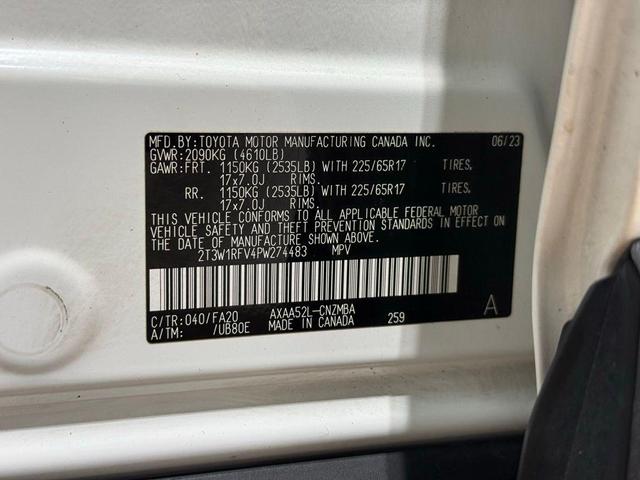 MFD. BY: TOYOTA MOTOR MANUFACTURING CANADA INC. 06/23
GVWR: 2090KG (4610LB)
GAWR: FRT. 1150KG (2535LB) WITH 225/65R17 TIRES.
17x7.0J RIMS.
RR. 1150KG (2535LB) WITH 225/65R17 TIRES.
17x7.0J RIMS.
THIS VEHICLE CONFORMS TO ALL APPLICABLE FEDERAL MOTOR
VEHICLE SAFETY AND THEFT PREVENTION STANDARDS IN EFFECT ON
THE DATE OF MANUFACTURE SHOWN ABOVE.
2T3W1RFV4PW274483 MPV
C/TR: 040/FA20 AXAA52L-CNZMBA A
A/TM: /UB80E MADE IN CANADA 259